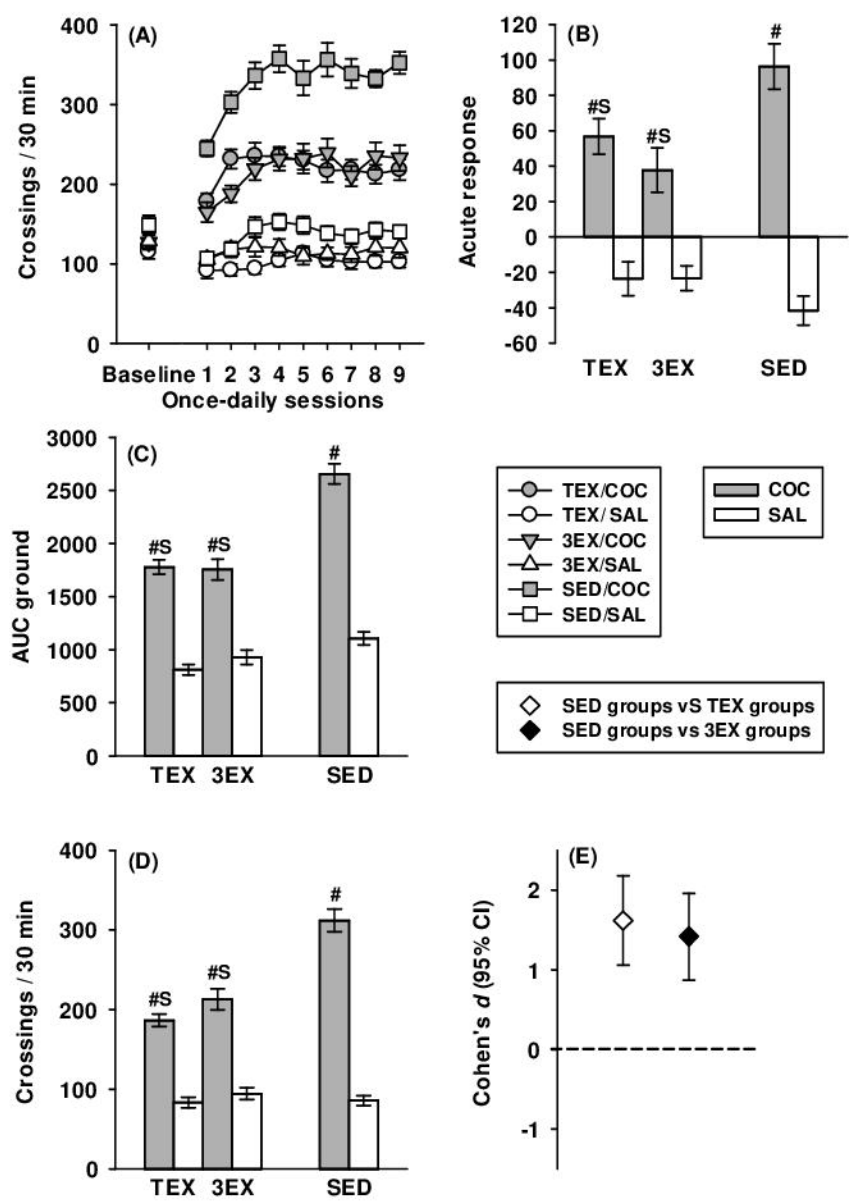 (A)
400
300
200
100
0
Crossings / 30 min
Baseline 1 2 3 4 5 6 7 8 9
Once-daily sessions
(B)
120
100
80
60
40
20
0
-20
-40
-60
Acute response
#S
#S
#
TEX 3EX SED
(C)
3000
2500
2000
1500
1000
500
0
AUC ground
#S
#S
#
TEX 3EX SED
TEX/COC
TEX/ SAL
3EX/COC
3EX/SAL
SED/COC
SED/SAL
COC
SAL
SED groups vS TEX groups
SED groups vs 3EX groups
(D)
400
300
200
100
0
Crossings / 30 min
#S
#S
#
TEX 3EX SED
(E)
2
1
0
-1
Cohen's d (95% CI)